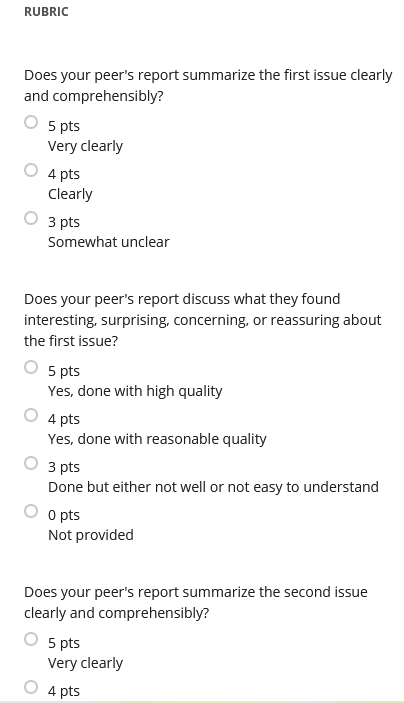 RUBRIC
Does your peer's report summarize the first issue clearly
and comprehensibly?
5 pts
Very clearly
4 pts
Clearly
3 pts
Somewhat unclear
Does your peer's report discuss what they found
interesting, surprising, concerning, or reassuring about
the first issue?
5 pts
Yes, done with high quality
4 pts
Yes, done with reasonable quality
3 pts
Done but either not well or not easy to understand
0 pts
Not provided
Does your peer's report summarize the second issue
clearly and comprehensibly?
5 pts
Very clearly
4 pts